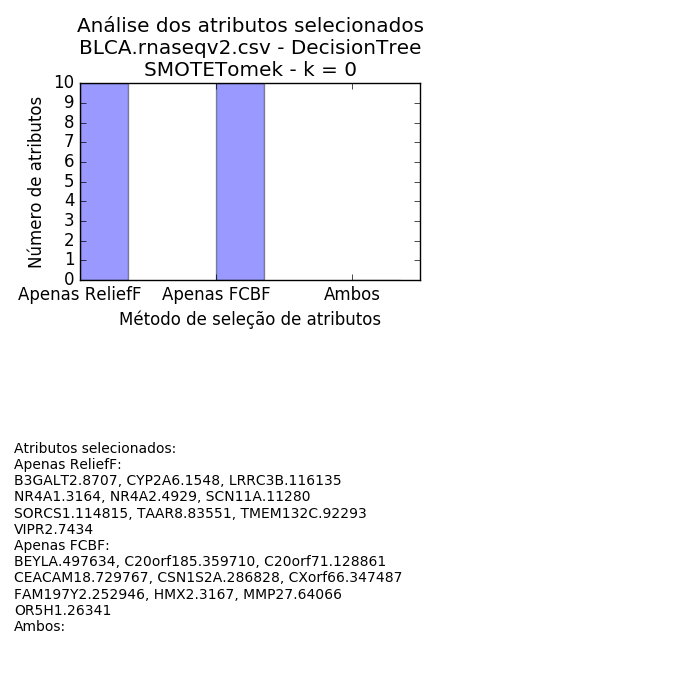 Análise dos atributos selecionados
BLCA.rnaseqv2.csv - DecisionTree
SMOTETomek - k = 0
10
9
8
7
6
5
4
3
2
1
0
Número de atributos
Apenas ReliefF Apenas FCBF Ambos
Método de seleção de atributos
Atributos selecionados:
Apenas ReliefF:
B3GALT2.8707, CYP2A6.1548, LRRC3B.116135
NR4A1.3164, NR4A2.4929, SCN11A.11280
SORCS1.114815, TAAR8.83551, TMEM132C.92293
VIPR2.7434
Apenas FCBF:
BEYLA.497634, C20orf185.359710, C20orf71.128861
CEACAM18.729767, CSN1S2A.286828, CXorf66.347487
FAM197Y2.252946, HMX2.3167, MMP27.64066
OR5H1.26341
Ambos: